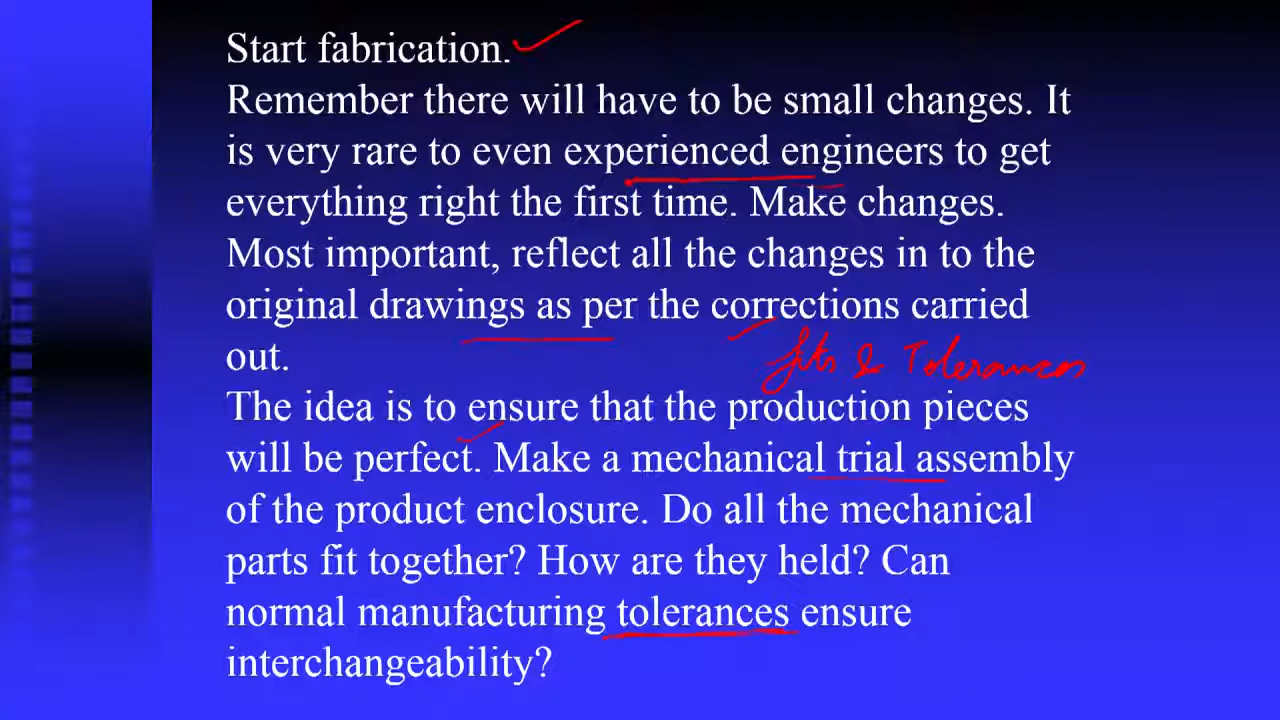 Start fabrication.
Remember there will have to be small changes. It
is very rare to even experienced engineers to get
everything right the first time. Make changes.
Most important, reflect all the changes in to the
original drawings as per the corrections carried
out.
fits & Tolerances
The idea is to ensure that the production pieces
will be perfect. Make a mechanical trial assembly
of the product enclosure. Do all the mechanical
parts fit together? How are they held? Can
normal manufacturing tolerances ensure
interchangeability?